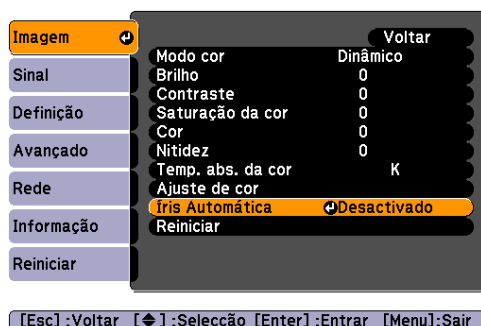 Imagem
Sinal
Definição
Avançado
Rede
Informação
Reiniciar
Voltar
Modo cor Dinâmico
Brilho 0
Contraste 0
Saturação da cor 0
Cor 0
Nitidez 0
Temp. abs. da cor K
Ajuste de cor
Íris Automática Desactivado
Reiniciar
[Esc] :Voltar [ ] :Selecção [Enter] :Entrar [Menu]:Sair